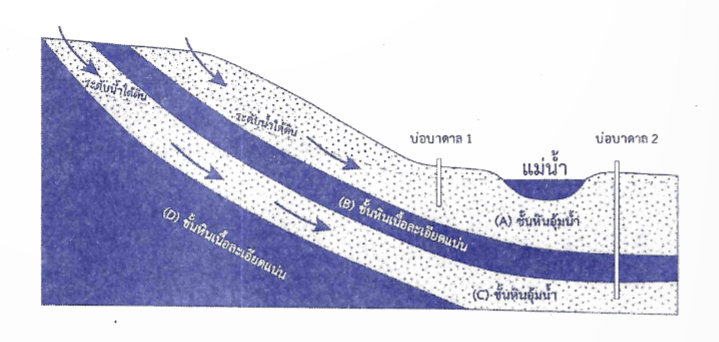 ระดับน้ำใต้ดิน
ระดับน้ำใต้ดิน
บ่อบาดาล 1
บ่อบาดาล 2
แม่น้ำ
(B) ชั้นหินเนื้อละเอียดแน่น
(A) ชั้นหินอุ้มน้ำ
(D) ชั้นหินเนื้อละเอียดแน่น
(C) ชั้นหินอุ้มน้ำ